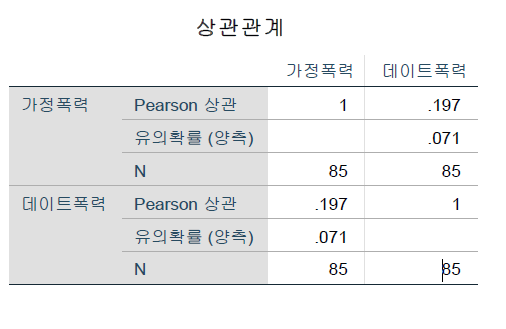 상관관계
가정폭력 데이트폭력
가정폭력 Pearson 상관 1 .197
유의확률 (양측) .071
N 85 85
데이트폭력 Pearson 상관 .197 1
유의확률 (양측) .071
N 85 85